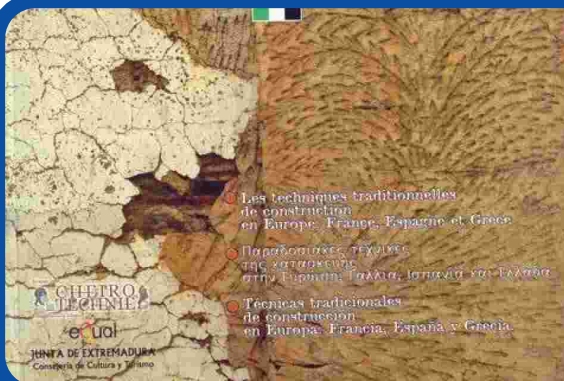 Les techniques traditionnelles
de construction
en Europe: France, Espagne et Grèce
Παραδοσιακές τεχνικές
της κατασκευής
στην Ευρώπη: Γαλλία, Ισπανία και Ελλάδα
Técnicas tradicionales
de construcción
en Europa: Francia, España y Grecia.
TECHNIE
eQual
JUNTA DE EXTREMADURA
Consejería de Cultura y Turismo